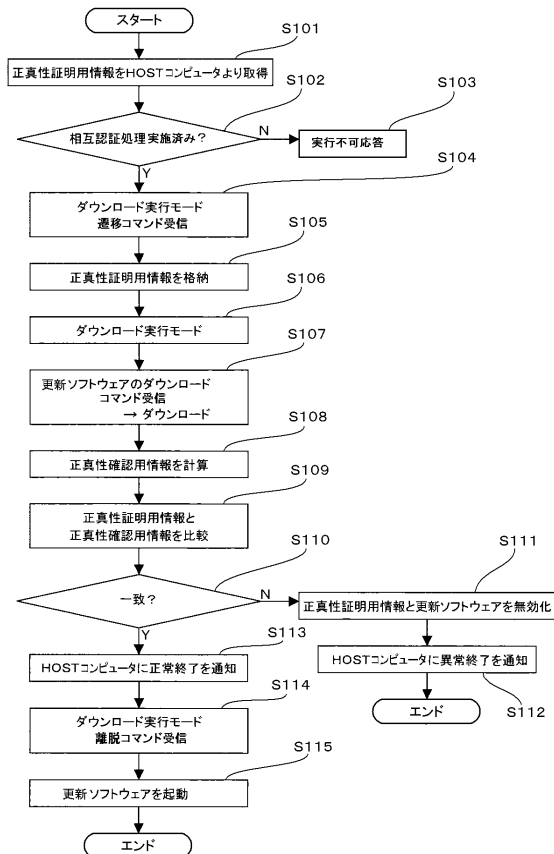 スタート
S101
正真性証明用情報をHOSTコンピュータより取得
S102
相互認証処理実施済み?
N
S103
実行不可応答
Y
S104
ダウンロード実行モード
遷移コマンド受信
S105
正真性証明用情報を格納
S106
ダウンロード実行モード
S107
更新ソフトウェアのダウンロード
コマンド受信
→ ダウンロード
S108
正真性確認用情報を計算
S109
正真性証明用情報と
正真性確認用情報を比較
S110
一致?
N
S111
正真性証明用情報と更新ソフトウェアを無効化
Y
S113
HOSTコンピュータに正常終了を通知
HOSTコンピュータに異常終了を通知
S112
エンド
S114
ダウンロード実行モード
離脱コマンド受信
S115
更新ソフトウェアを起動
エンド